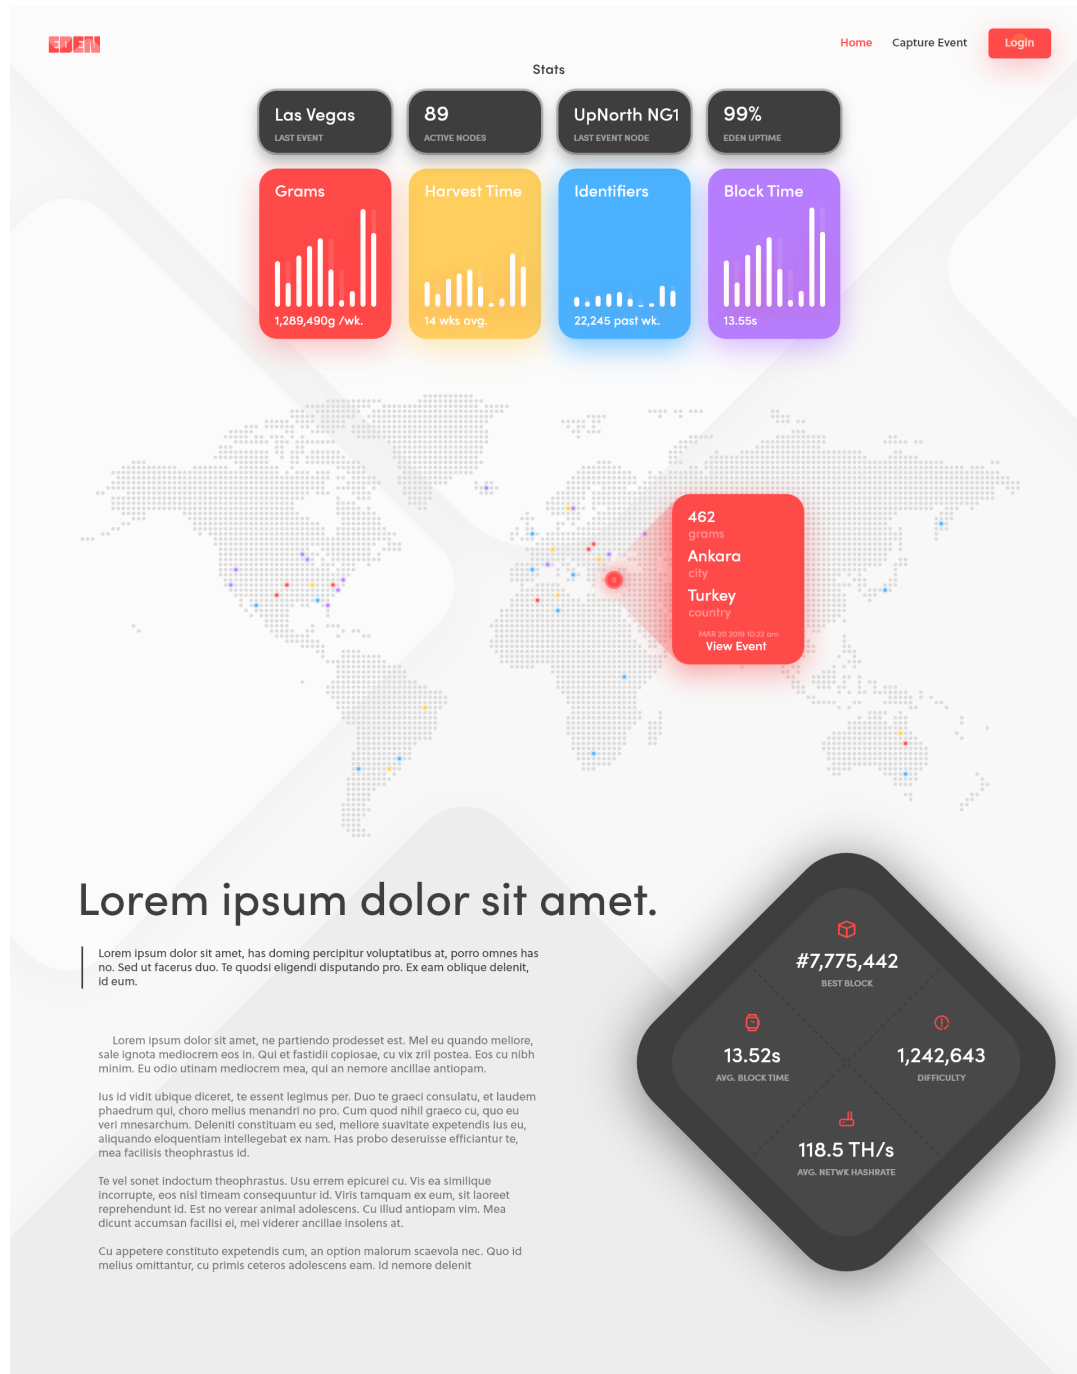 EDEN
Home
Capture Event
Login
Stats
Las Vegas
LAST EVENT
89
ACTIVE NODES
UpNorth NG1
LAST EVENT NODE
99%
EDEN UPTIME
Grams
1,289,490g /wk.
Harvest Time
14 wks avg.
Identifiers
22,245 past wk.
Block Time
13.55s
462
grams
Ankara
city
Turkey
country
MAR 20 2019 10:22 am
View Event
Lorem ipsum dolor sit amet.
Lorem ipsum dolor sit amet, has doming percipitur voluptatibus at, porro omnes has
no. Sed ut facerus duo. Te quodsi eligendi disputando pro. Ex eam oblique delenit,
id eum.
Lorem ipsum dolor sit amet, ne partiendo prodesset est. Mel eu quando meliore,
sale ignota mediocrem eos in. Qui et fastidii copiosae, cu vix zril postea. Eos cu nibh
minim. Eu odio utinam mediocrem mea, qui an nemore ancillae antiopam.
Ius id vidit ubique diceret, te essent legimus per. Duo te graeci consulatu, et laudem
phaedrum qui, choro melius menandri no pro. Cum quod nihil graeco cu, quo eu
veri mnesarchum. Deleniti constituam eu sed, meliore suavitate expetendis ius eu,
aliquando eloquentiam intellegebat ex nam. Has probo deseruisse efficiantur te,
mea facilisis theophrastus id.
Te vel sonet indoctum theophrastus. Usu errem epicurei cu. Vis ea similique
incorrupte, eos nisl timeam consequuntur id. Viris tamquam ex eum, sit laoreet
reprehendunt id. Est no verear animal adolescens. Cu illud antiopam vim. Mea
dicunt accumsan facilisi ei, mei viderer ancillae insolens at.
Cu appetere constituto expetendis cum, an option malorum scaevola nec. Quo id
melius omittantur, cu primis ceteros adolescens eam. Id nemore delenit
#7,775,442
BEST BLOCK
13.52s
AVG. BLOCK TIME
1,242,643
DIFFICULTY
118.5 TH/s
AVG. NETWK HASHRATE